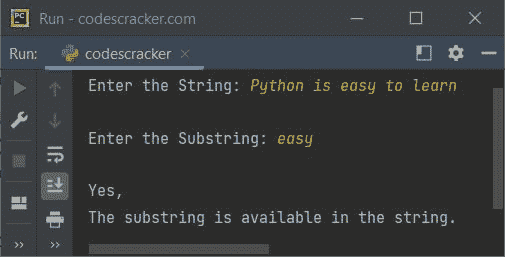 PC
Run - codescracker.com
Run: codescracker
Enter the String: Python is easy to learn
Enter the Substring: easy
Yes,
The substring is available in the string.